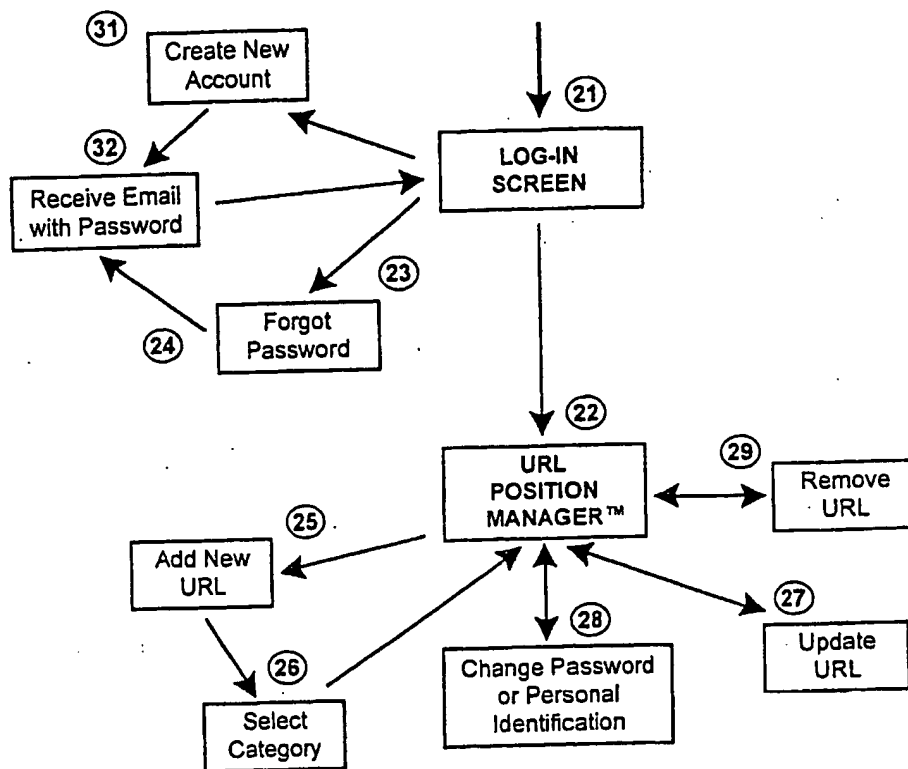 31
Create New
Account
21
32
LOG-IN
SCREEN
Receive Email
with Password
23
24
Forgot
Password
22
29
URL
POSITION
MANAGER™
Remove
URL
25
Add New
URL
27
28
26
Change Password
or Personal
Identification
Update
URL
Select
Category